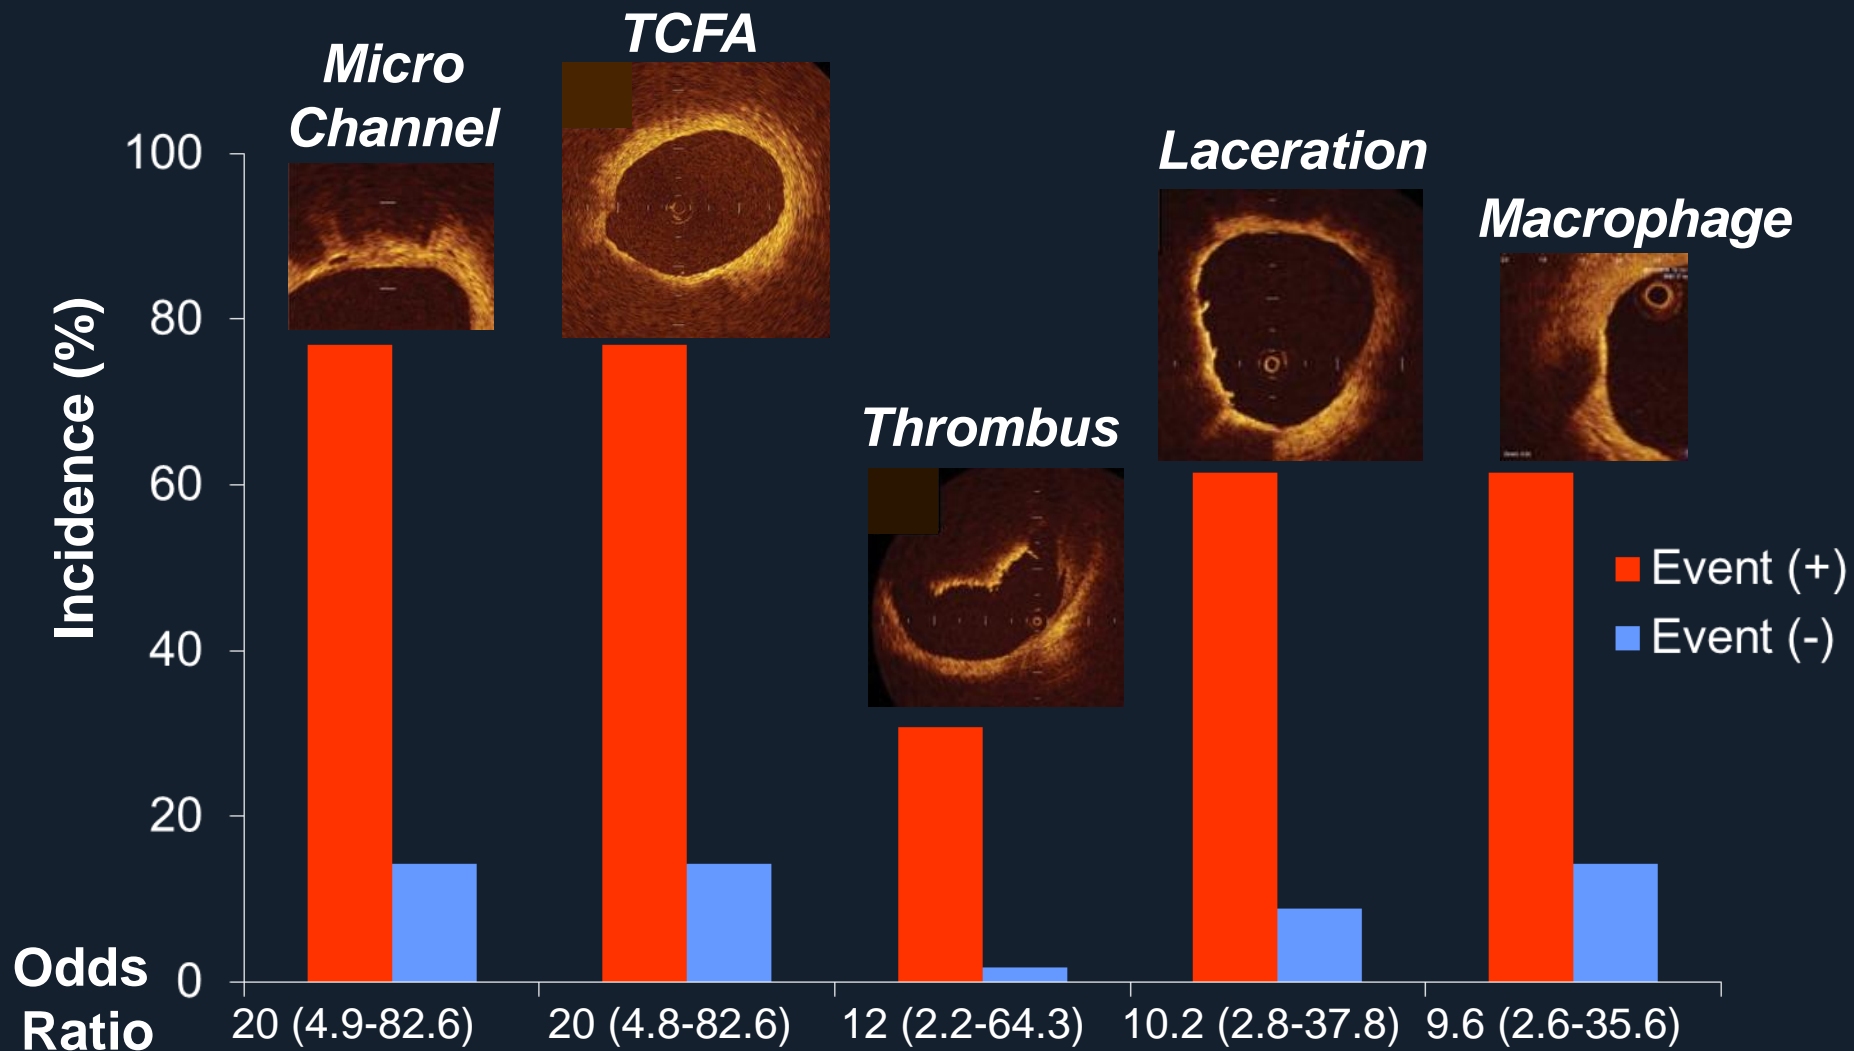 TCFA
Micro
Channel
Laceration
Macrophage
Thrombus
Incidence (%)
100
80
60
40
20
0
Event (+)
Event (-)
Odds
Ratio
20 (4.9-82.6)
20 (4.8-82.6)
12 (2.2-64.3)
10.2 (2.8-37.8)
9.6 (2.6-35.6)